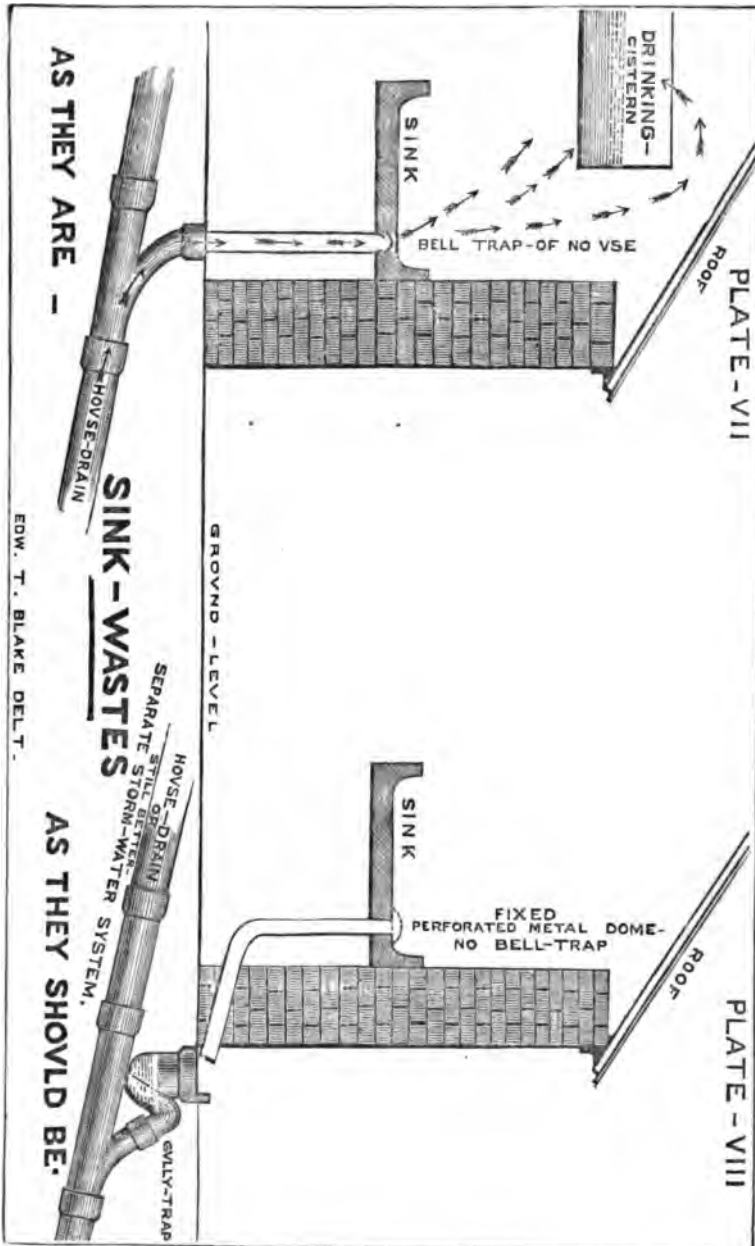 PLATE-VII
PLATE-VIII
ROOF
ROOF
DRINKING-
CISTERN
BELL TRAP-OF NO VSE
SINK
FIXED
PERFORATED METAL DOME-
NO BELL-TRAP
SINK
GROVND-LEVEL
HOVSE-DRAIN
HOVSE-DRAIN
STILL OR BETTER-
SEPARATE STORM-WATER SYSTEM.
GVLLY-TRAP
AS THEY ARE -
SINK-WASTES
AS THEY SHOVLD BE.
EDW. T. BLAKE DELT.